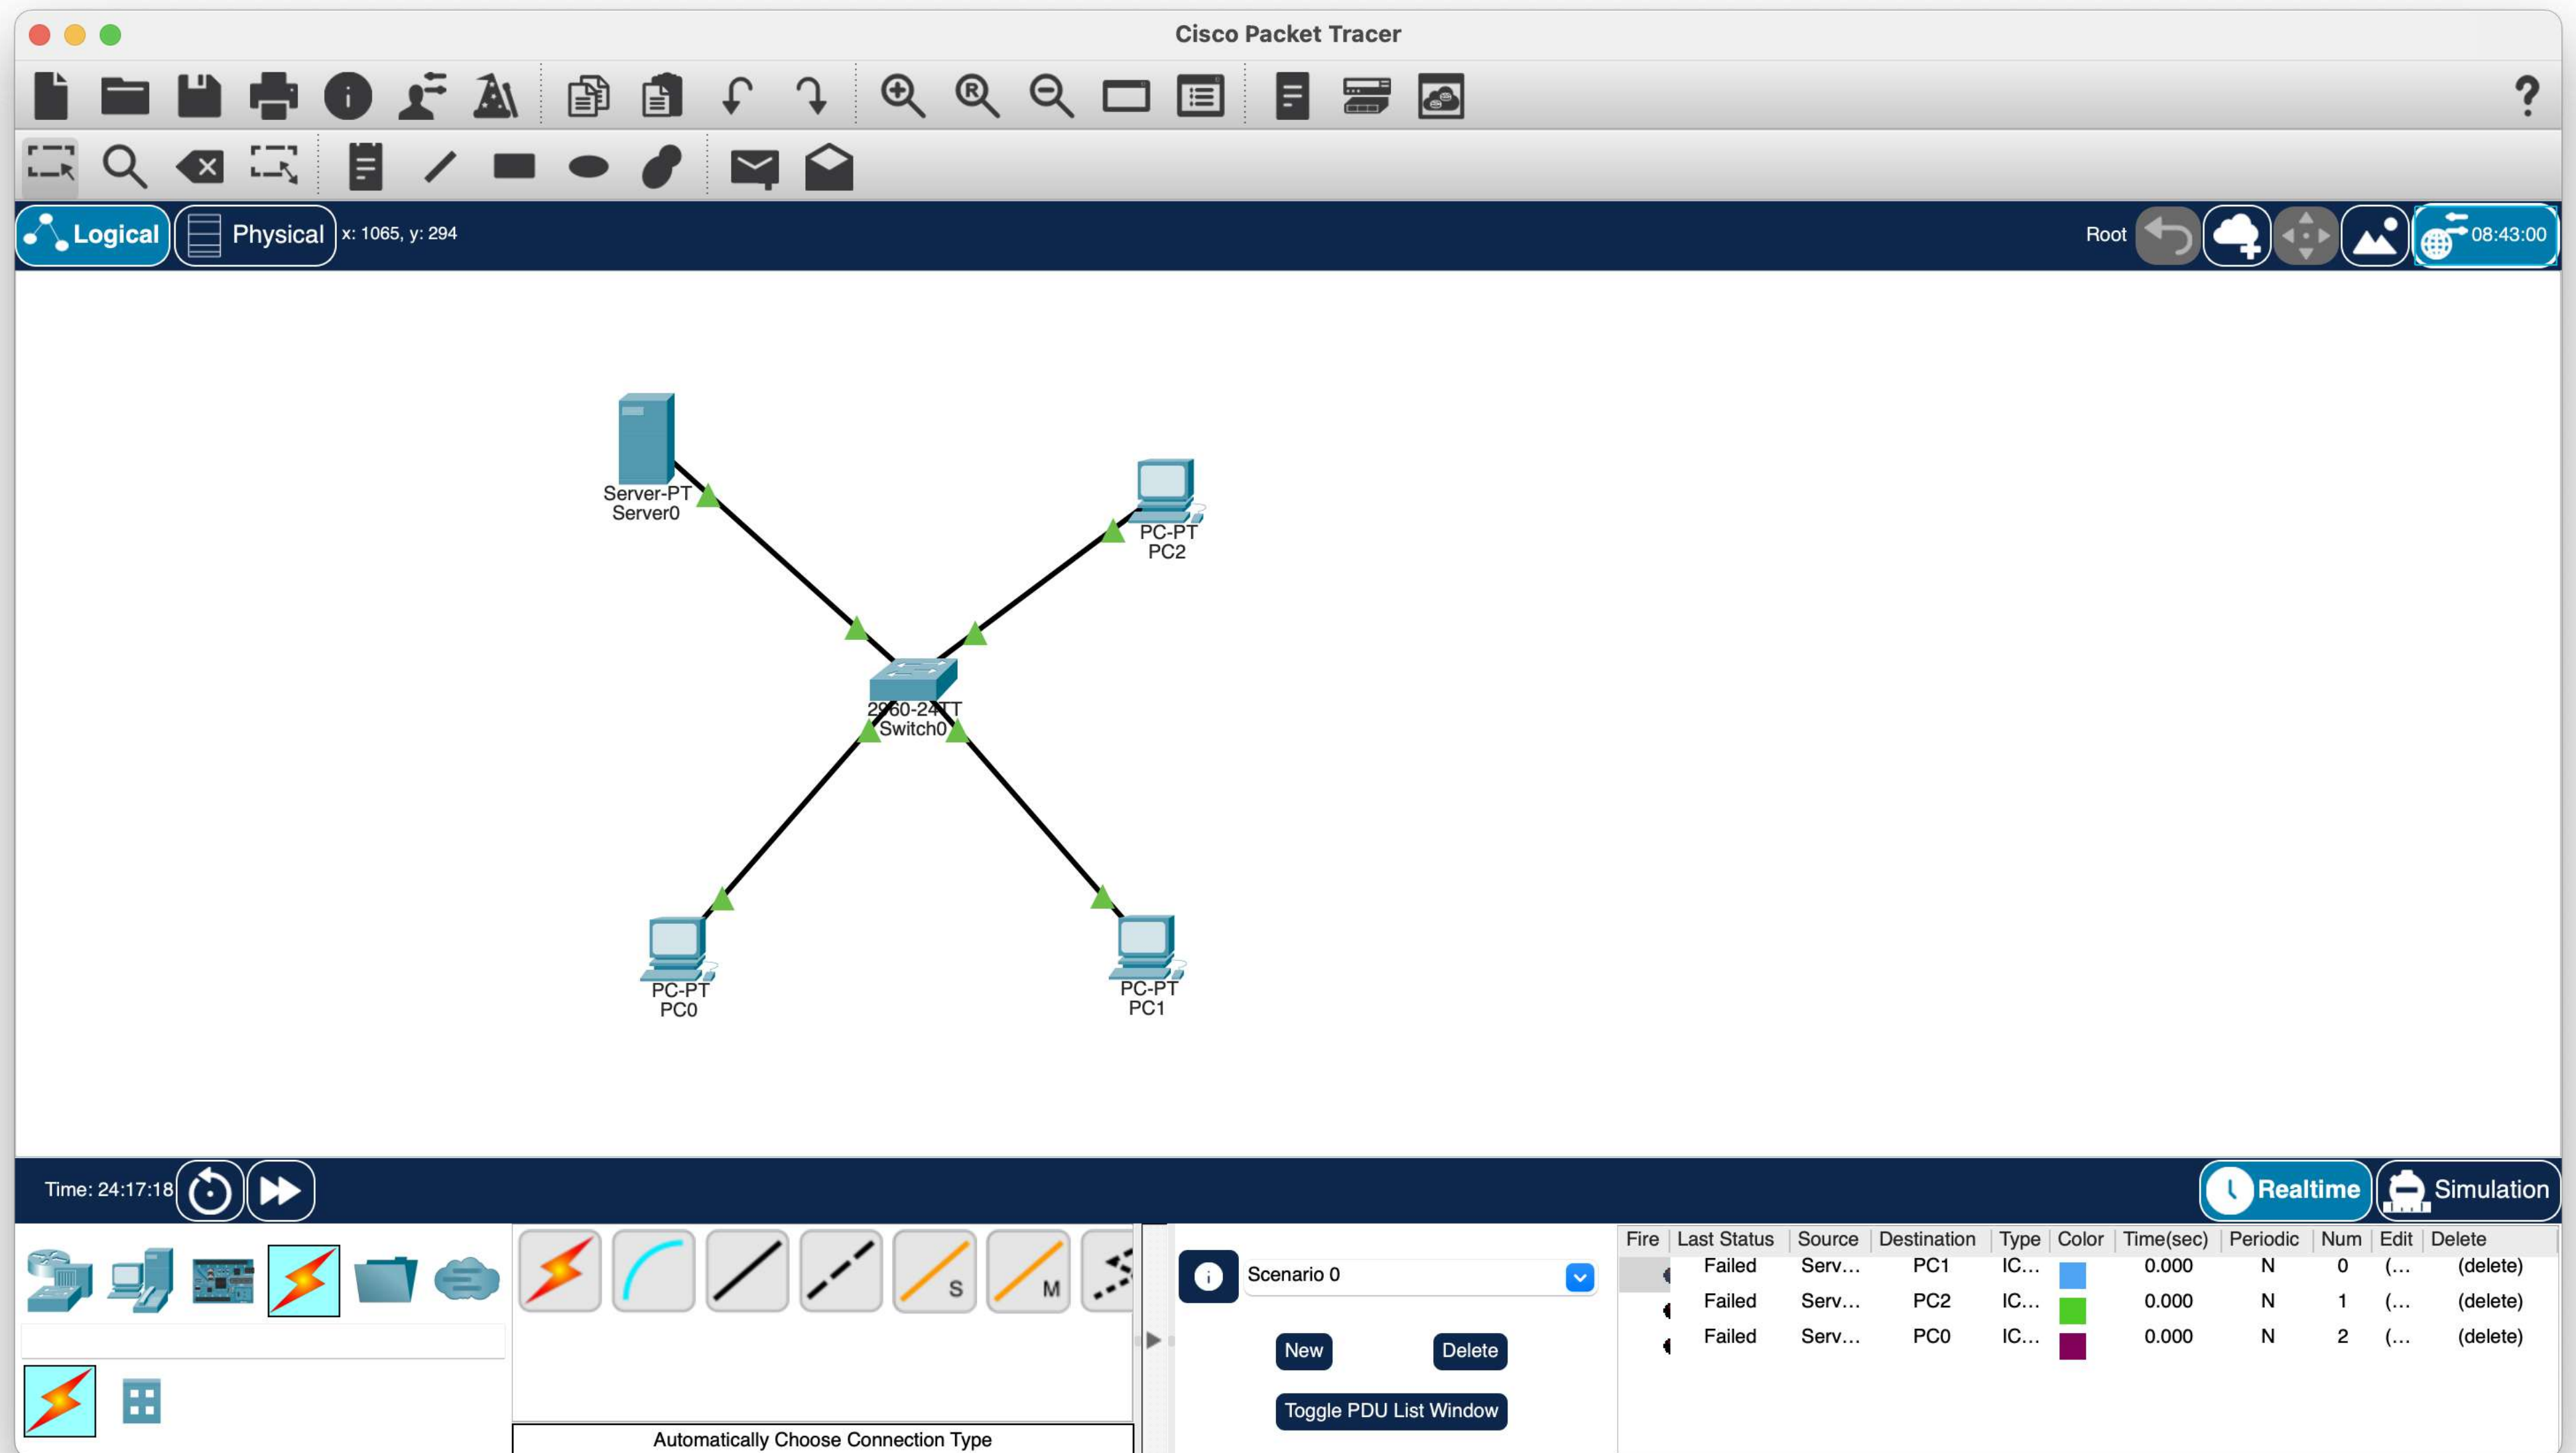 Cisco Packet Tracer
R
?
Logical
Physical
x: 1065, y: 294
Root
08:43:00
Server-PT
Server0
PC-PT
PC2
2960-24TT
Switch0
PC-PT
PC0
PC-PT
PC1
Time: 24:17:18
Realtime
Simulation
S
M
Automatically Choose Connection Type
Scenario 0
New
Delete
Toggle PDU List Window
Fire Last Status Source Destination Type Color Time(sec) Periodic Num Edit Delete
Failed Serv... PC1 IC... 0.000 N 0 (... (delete)
Failed Serv... PC2 IC... 0.000 N 1 (... (delete)
Failed Serv... PC0 IC... 0.000 N 2 (... (delete)